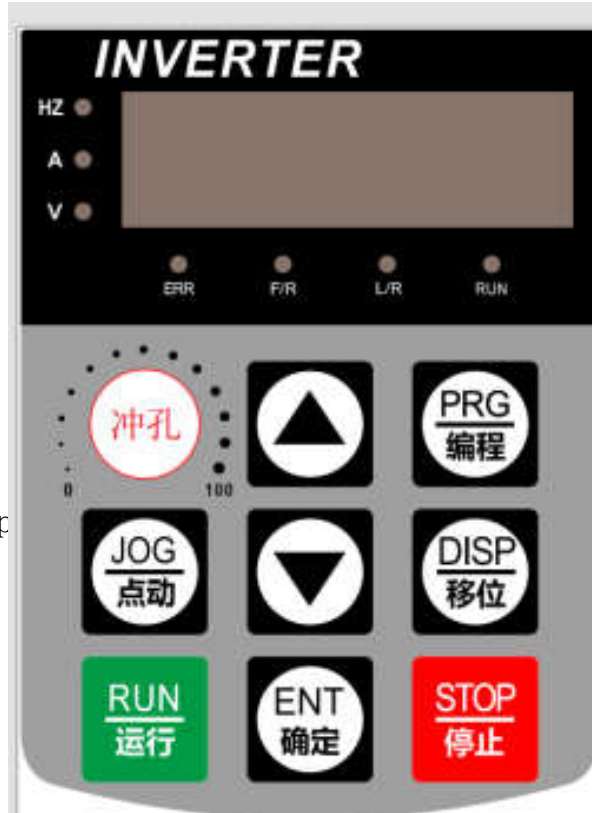 INVERTER
HZ
A
V
ERR F/R L/R RUN
冲孔
0 100
PRG
编程
p
JOG
点动
DISP
移位
RUN
运行
ENT
确定
STOP
停止